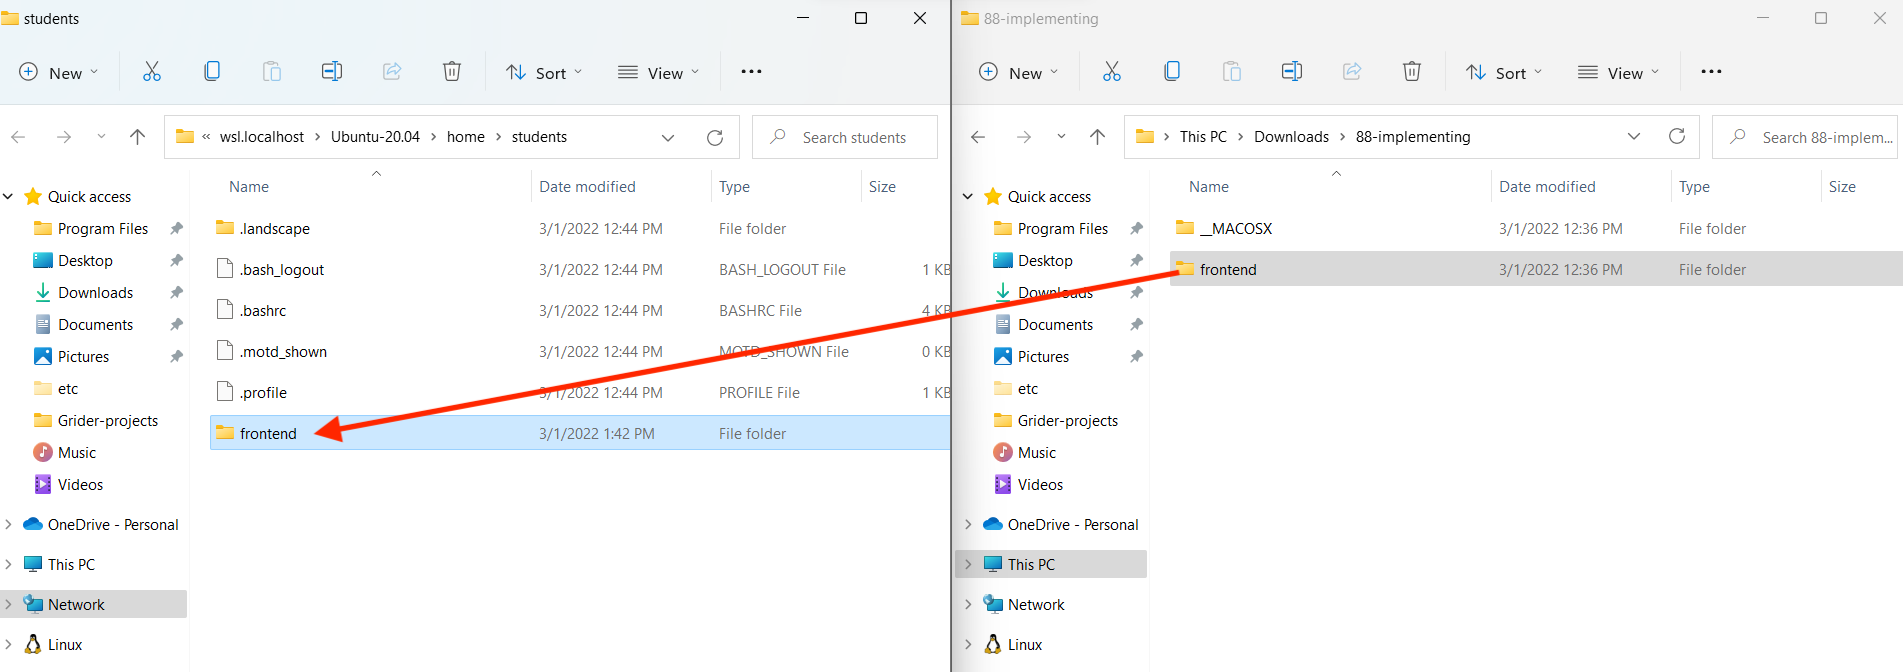 students
New
Sort
View
« wsl.localhost › Ubuntu-20.04 › home › students
Search students
Name Date modified Type Size
Quick access
Program Files
Desktop
Downloads
Documents
Pictures
etc
Grider-projects
Music
Videos
OneDrive - Personal
This PC
Network
Linux
.landscape 3/1/2022 12:44 PM File folder
.bash_logout 3/1/2022 12:44 PM BASH_LOGOUT File 1 KB
.bashrc 3/1/2022 12:44 PM BASHRC File 4 KB
.motd_shown 3/1/2022 12:44 PM MOTD_SHOWN File 0 KB
.profile 3/1/2022 12:44 PM PROFILE File 1 KB
frontend 3/1/2022 1:42 PM File folder
88-implementing
New
Sort
View
› This PC › Downloads › 88-implementing
Search 88-implem...
Name Date modified Type Size
Quick access
Program Files
Desktop
Downloads
Documents
Pictures
etc
Grider-projects
Music
Videos
OneDrive - Personal
This PC
Network
Linux
__MACOSX 3/1/2022 12:36 PM File folder
frontend 3/1/2022 12:36 PM File folder